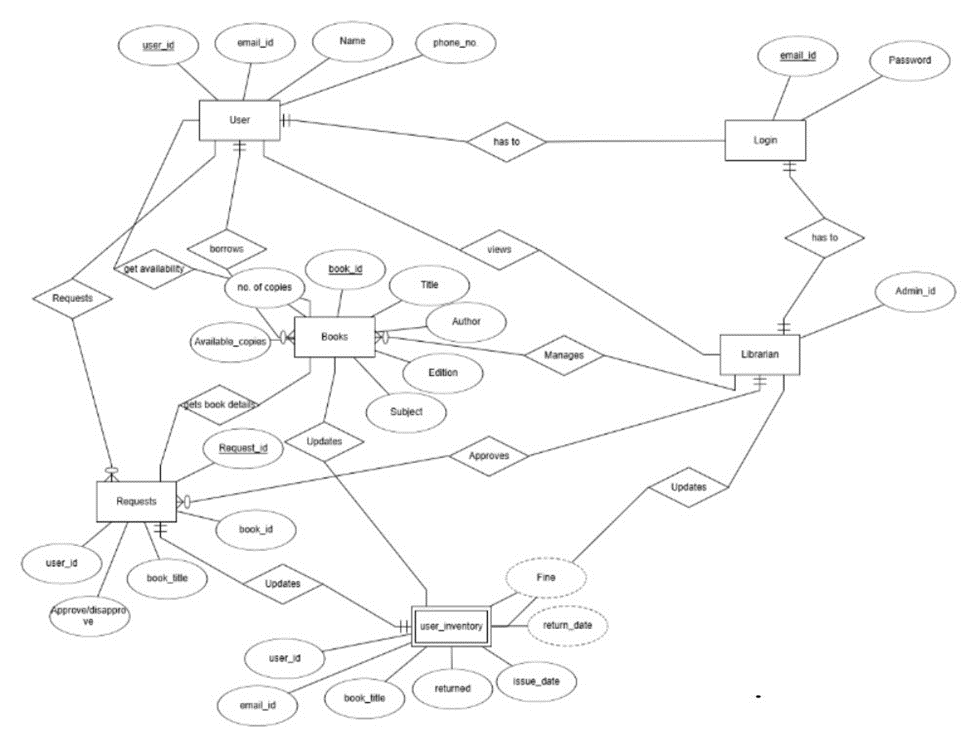 user_id
email_id
Name
phone_no.
email_id
Password
User
has to
Login
has to
borrows
views
get availability
Requests
book_id
no. of copies
Title
Admin_id
Author
Available_copies
Books
Manages
Librarian
Edition
gets book details
Subject
Updates
Request_id
Approves
Requests
Updates
book_id
user_id
book_title
Updates
Fine
Approve/disappro
ve
user_inventory
return_date
user_id
issue_date
email_id
book_title
returned